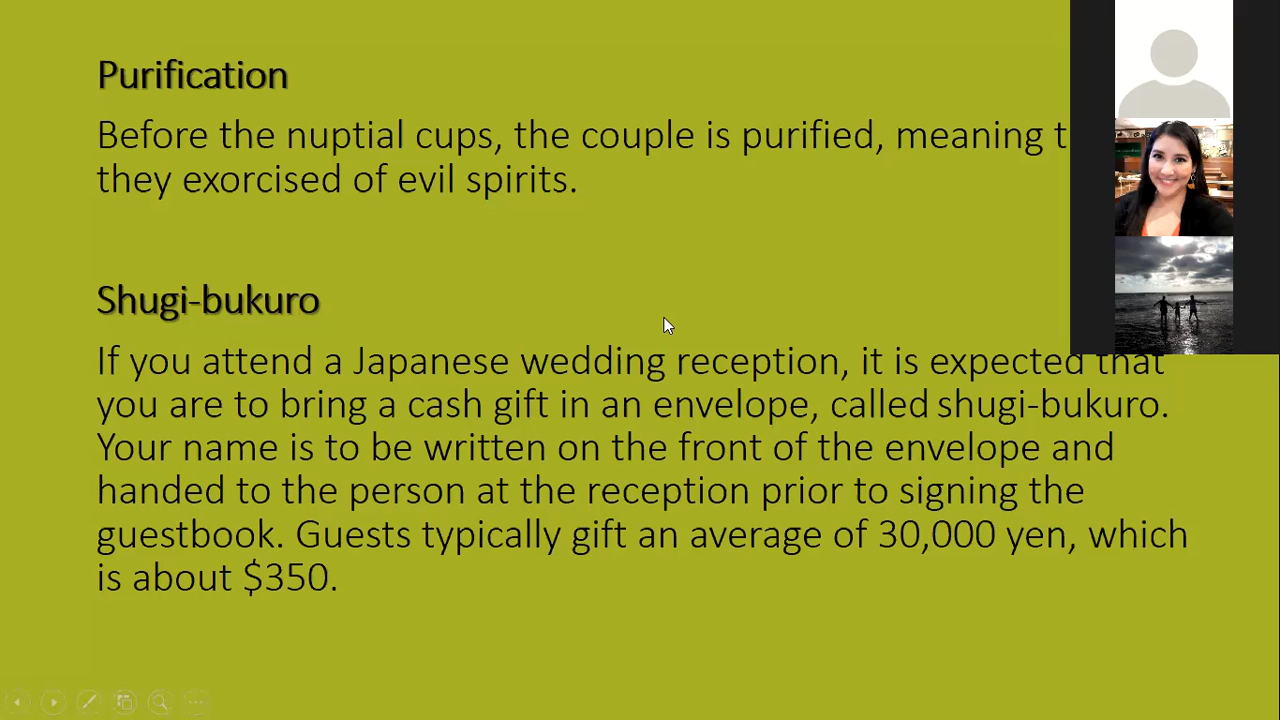 Purification
Before the nuptial cups, the couple is purified, meaning
they exorcised of evil spirits.
Shugi-bukuro
If you attend a Japanese wedding reception, it is expected that
you are to bring a cash gift in an envelope, called shugi-bukuro.
Your name is to be written on the front of the envelope and
handed to the person at the reception prior to signing the
guestbook. Guests typically gift an average of 30,000 yen, which
is about $350.